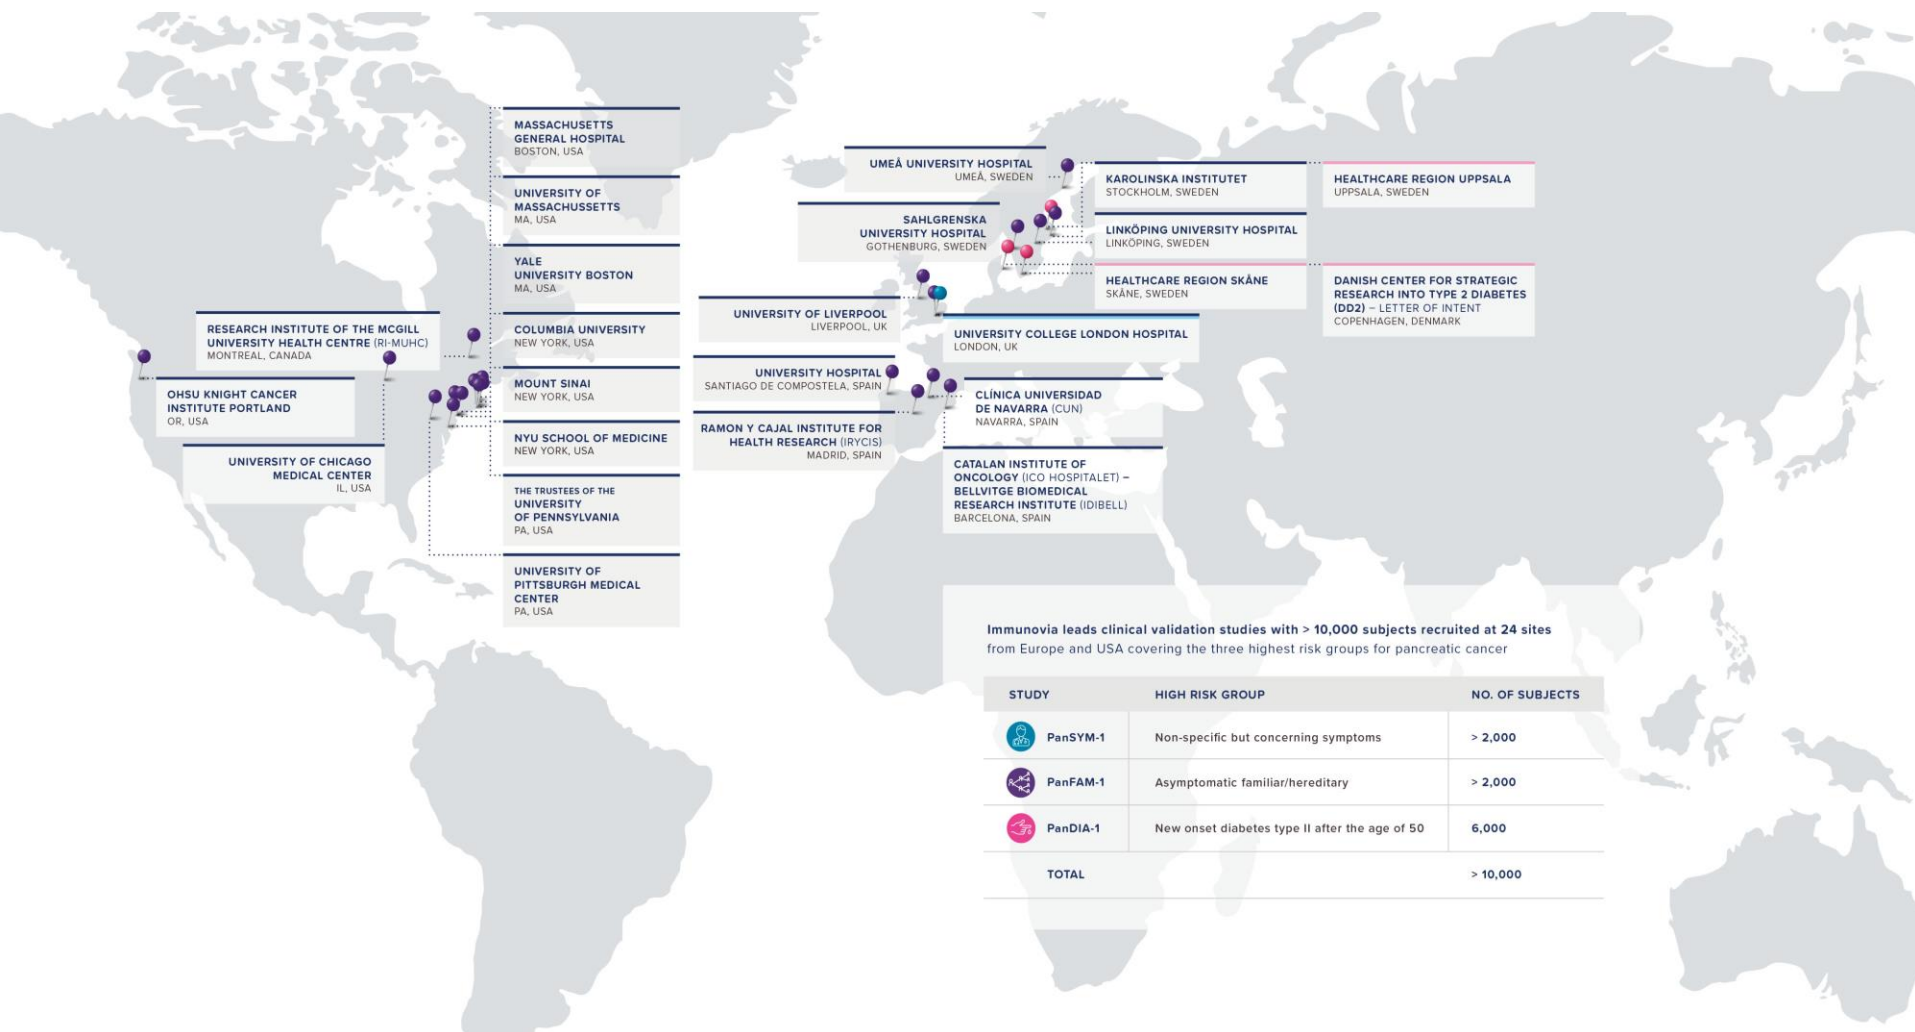 MASSACHUSETTS
GENERAL HOSPITAL
BOSTON, USA
UNIVERSITY OF
MASSACHUSSETTS
MA, USA
YALE
UNIVERSITY BOSTON
MA, USA
COLUMBIA UNIVERSITY
NEW YORK, USA
MOUNT SINAI
NEW YORK, USA
NYU SCHOOL OF MEDICINE
NEW YORK, USA
THE TRUSTEES OF THE
UNIVERSITY
OF PENNSYLVANIA
PA, USA
UNIVERSITY OF
PITTSBURGH MEDICAL
CENTER
PA, USA
RESEARCH INSTITUTE OF THE MCGILL
UNIVERSITY HEALTH CENTRE (RI-MUHC)
MONTREAL, CANADA
OHSU KNIGHT CANCER
INSTITUTE PORTLAND
OR, USA
UNIVERSITY OF CHICAGO
MEDICAL CENTER
IL, USA
UMEÅ UNIVERSITY HOSPITAL
UMEÅ, SWEDEN
SAHLGRENSKA
UNIVERSITY HOSPITAL
GOTHENBURG, SWEDEN
KAROLINSKA INSTITUTET
STOCKHOLM, SWEDEN
HEALTHCARE REGION UPPSALA
UPPSALA, SWEDEN
LINKÖPING UNIVERSITY HOSPITAL
LINKÖPING, SWEDEN
HEALTHCARE REGION SKÅNE
SKÅNE, SWEDEN
DANISH CENTER FOR STRATEGIC
RESEARCH INTO TYPE 2 DIABETES
(DD2) – LETTER OF INTENT
COPENHAGEN, DENMARK
UNIVERSITY OF LIVERPOOL
LIVERPOOL, UK
UNIVERSITY COLLEGE LONDON HOSPITAL
LONDON, UK
UNIVERSITY HOSPITAL
SANTIAGO DE COMPOSTELA, SPAIN
CLÍNICA UNIVERSIDAD
DE NAVARRA (CUN)
NAVARRA, SPAIN
RAMON Y CAJAL INSTITUTE FOR
HEALTH RESEARCH (IRYCIS)
MADRID, SPAIN
CATALAN INSTITUTE OF
ONCOLOGY (ICO HOSPITALET) –
BELLVITGE BIOMEDICAL
RESEARCH INSTITUTE (IDIBELL)
BARCELONA, SPAIN
Immunovia leads clinical validation studies with > 10,000 subjects recruited at 24 sites
from Europe and USA covering the three highest risk groups for pancreatic cancer
STUDY HIGH RISK GROUP NO. OF SUBJECTS
PanSYM-1 Non-specific but concerning symptoms > 2,000
PanFAM-1 Asymptomatic familiar/hereditary > 2,000
PanDIA-1 New onset diabetes type II after the age of 50 6,000
TOTAL > 10,000